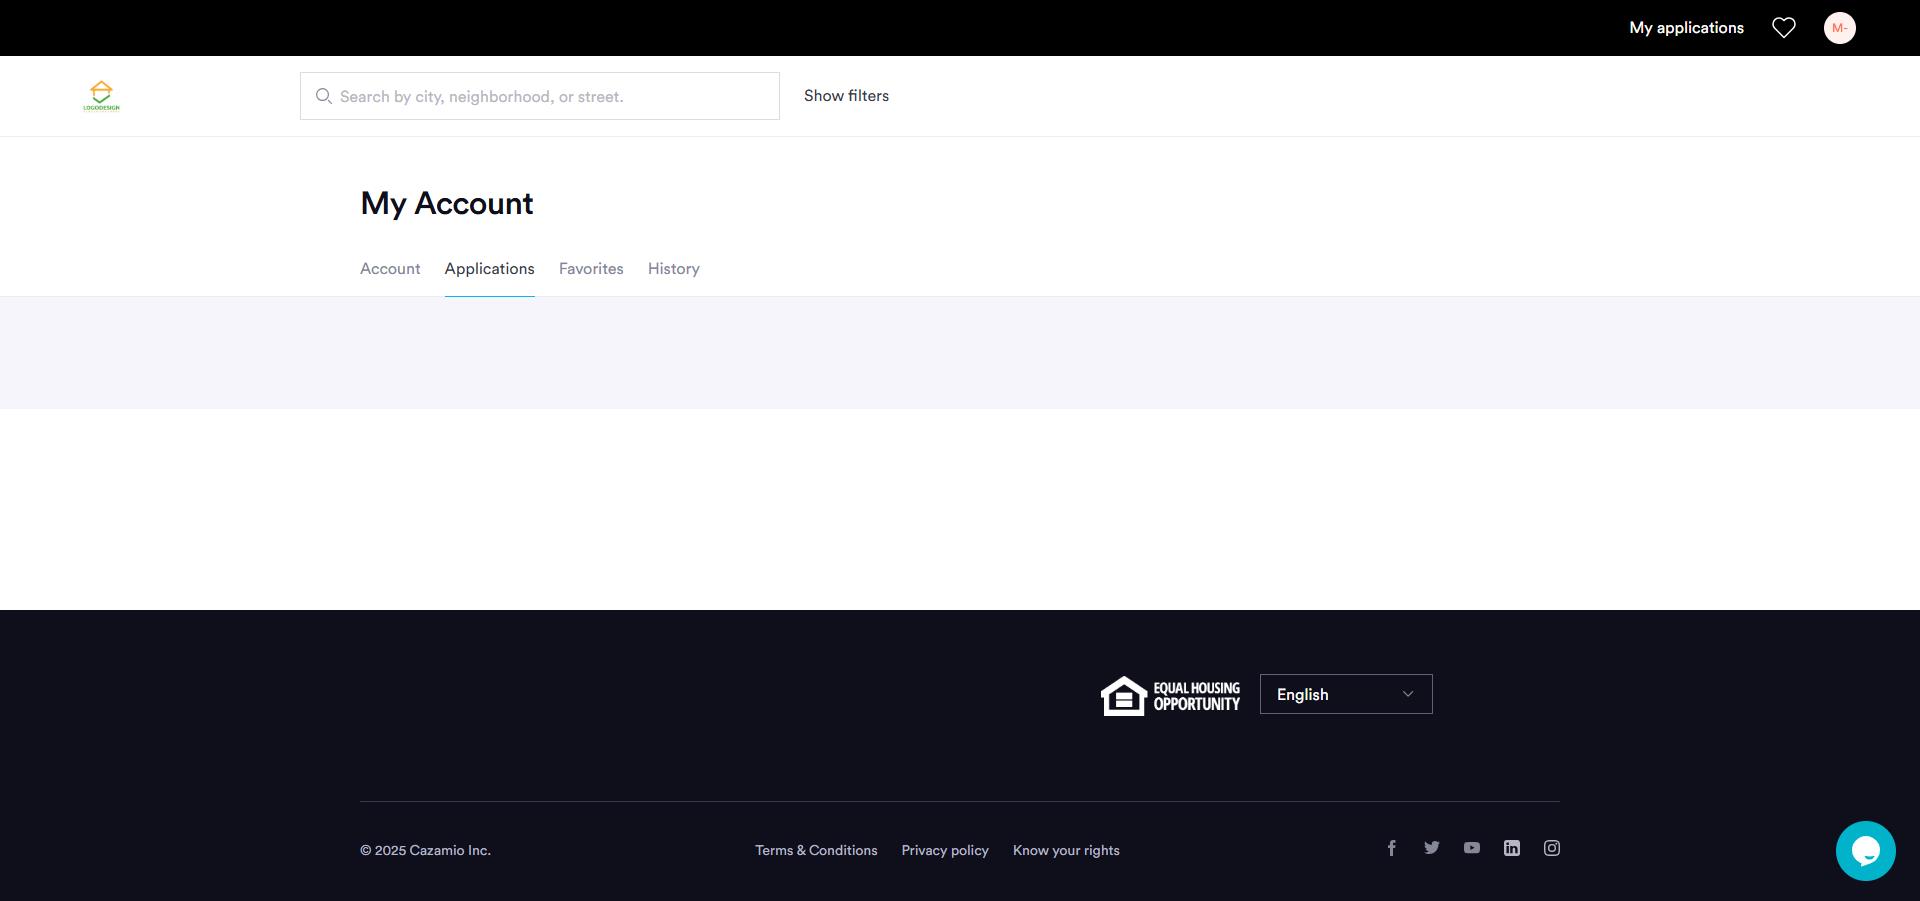 My applications
M-
LOGODESIGN
Search by city, neighborhood, or street.
Show filters
My Account
Account Applications Favorites History
EQUAL HOUSING
OPPORTUNITY
English
© 2025 Cazamio Inc.
Terms & Conditions Privacy policy Know your rights